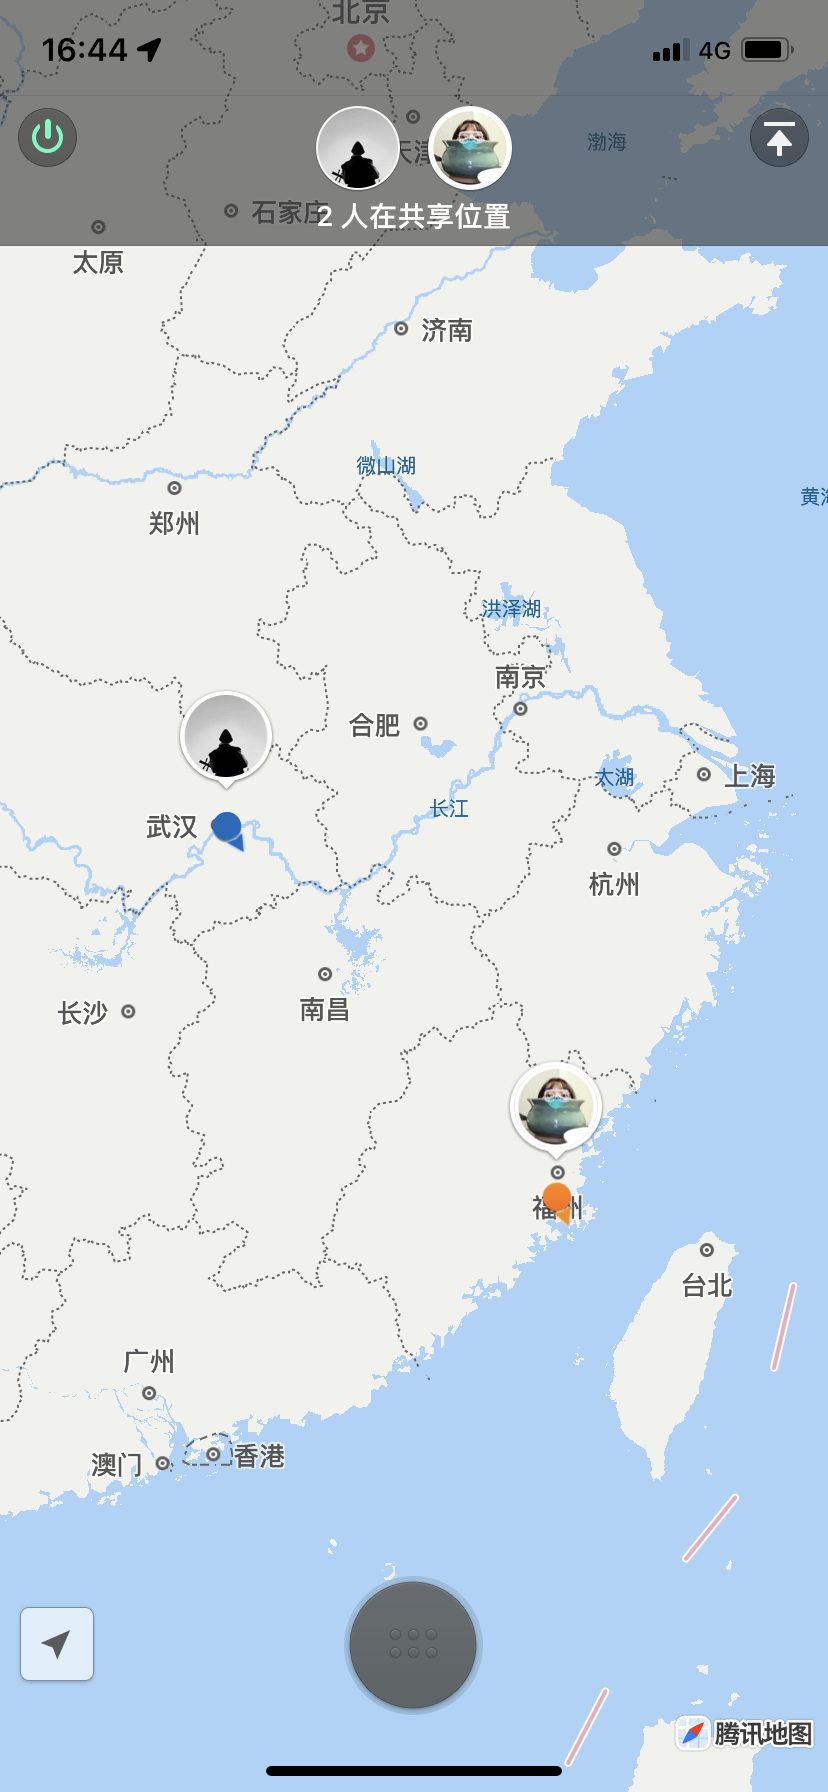 北京
16:44
4G
天津
渤海
石家庄
2 人在共享位置
太原
济南
微山湖
黄海
郑州
洪泽湖
南京
合肥
太湖
上海
长江
武汉
杭州
长沙
南昌
福州
台北
广州
澳门
香港
腾讯地图